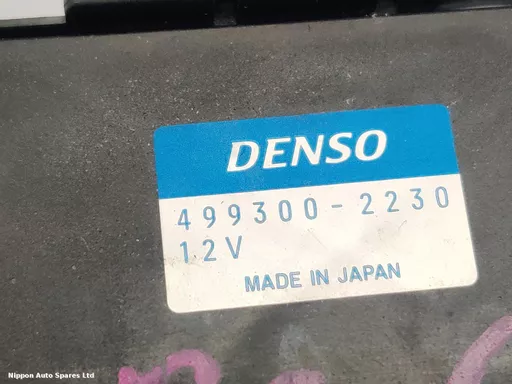 DENSO
499300-2230
12V
MADE IN JAPAN
Nippon Auto Spares Ltd